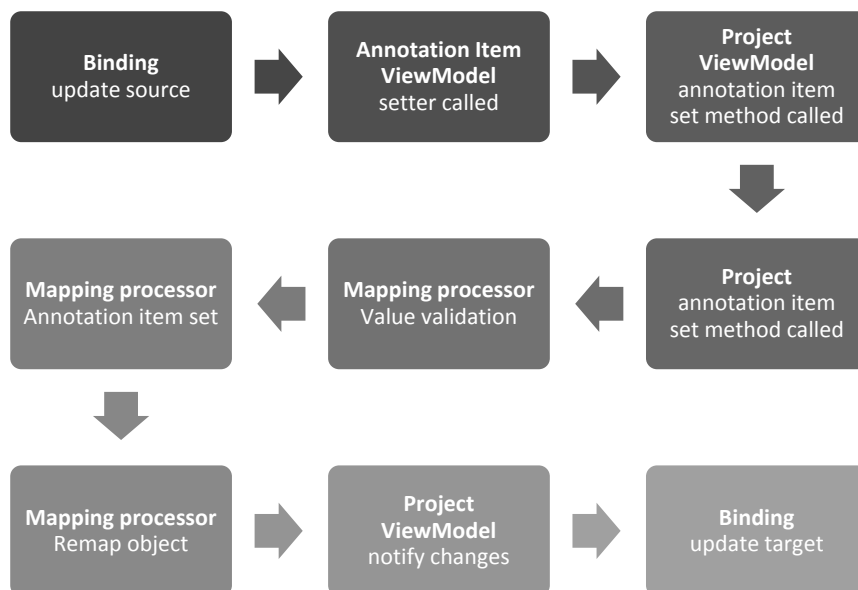 Binding
update source
Annotation Item
ViewModel
setter called
Project
ViewModel
annotation item
set method called
Project
annotation item
set method called
Mapping processor
Value validation
Mapping processor
Annotation item set
Mapping processor
Remap object
Project
ViewModel
notify changes
Binding
update target